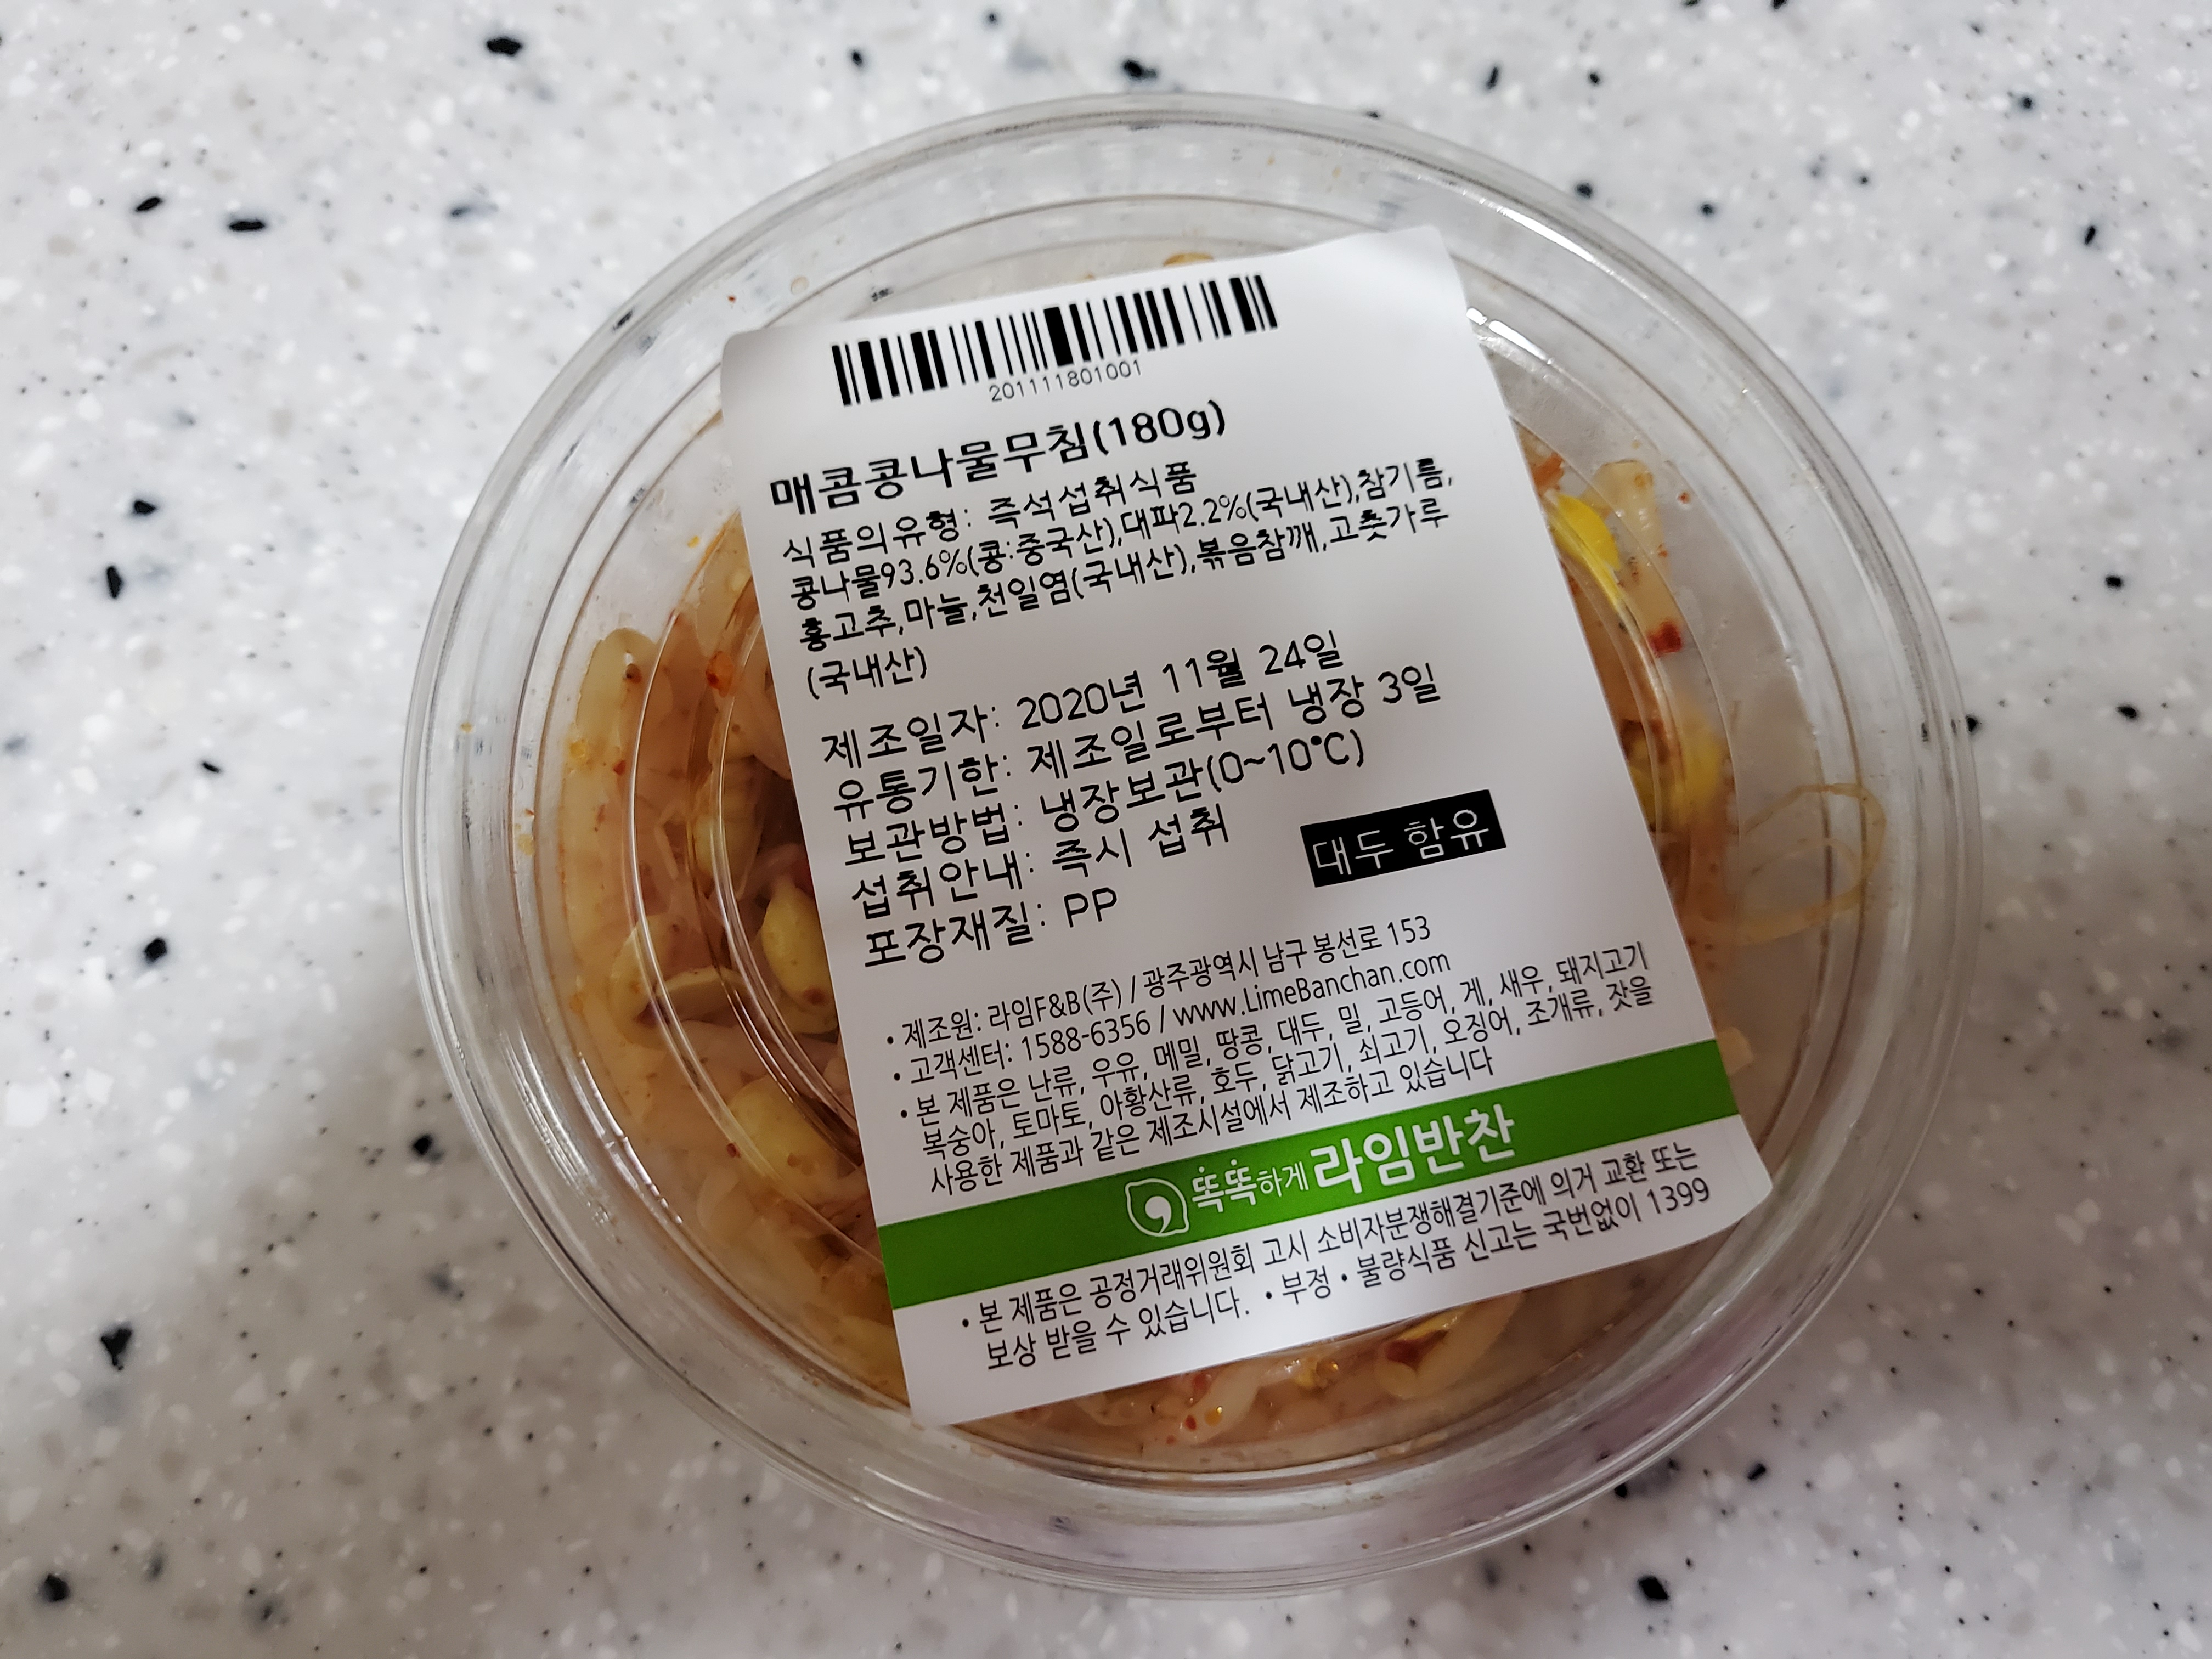 201111801001
매콤콩나물무침(180g)
식품의유형: 즉석섭취식품
콩나물93.6%(콩:중국산),대파2.2%(국내산),참기름,
홍고추,마늘,천일염(국내산),볶음참깨,고춧가루
(국내산)
제조일자: 2020년 11월 24일
유통기한: 제조일로부터 냉장 3일
보관방법: 냉장보관(0~10℃)
섭취안내: 즉시 섭취
대두 함유
포장재질: PP
• 제조원: 라임F&B(주) / 광주광역시 남구 봉선로 153
• 고객센터: 1588-6356 / www.LimeBanchan.com
• 본 제품은 난류, 우유, 메밀, 땅콩, 대두, 밀, 고등어, 게, 새우, 돼지고기
복숭아, 토마토, 아황산류, 호두, 닭고기, 쇠고기, 오징어, 조개류, 잣을
사용한 제품과 같은 제조시설에서 제조하고 있습니다
똑똑하게 라임반찬
• 본 제품은 공정거래위원회 고시 소비자분쟁해결기준에 의거 교환 또는
보상 받을 수 있습니다. • 부정 • 불량식품 신고는 국번없이 1399